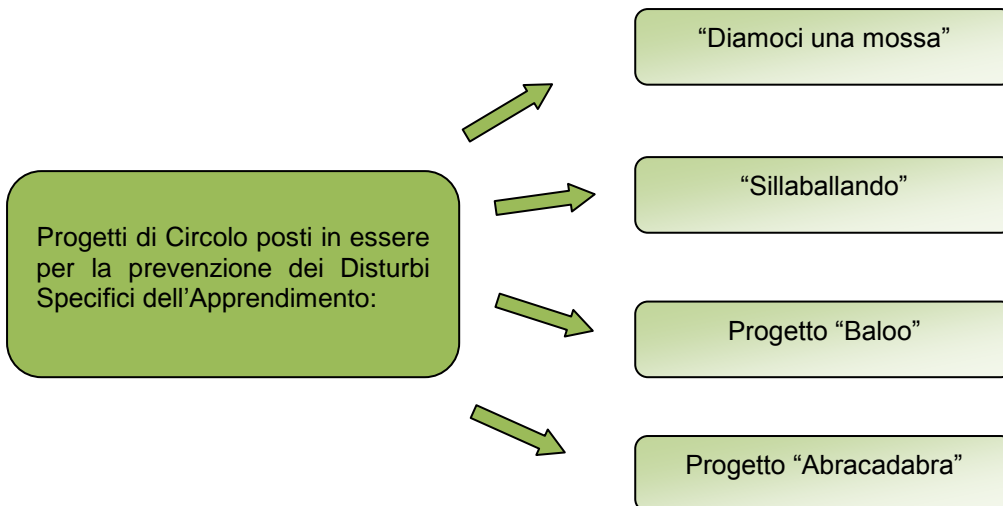 Progetti di Circolo posti in essere
per la prevenzione dei Disturbi
Specifici dell’Apprendimento:
“Diamoci una mossa”
“Sillaballando”
Progetto “Baloo”
Progetto “Abracadabra”